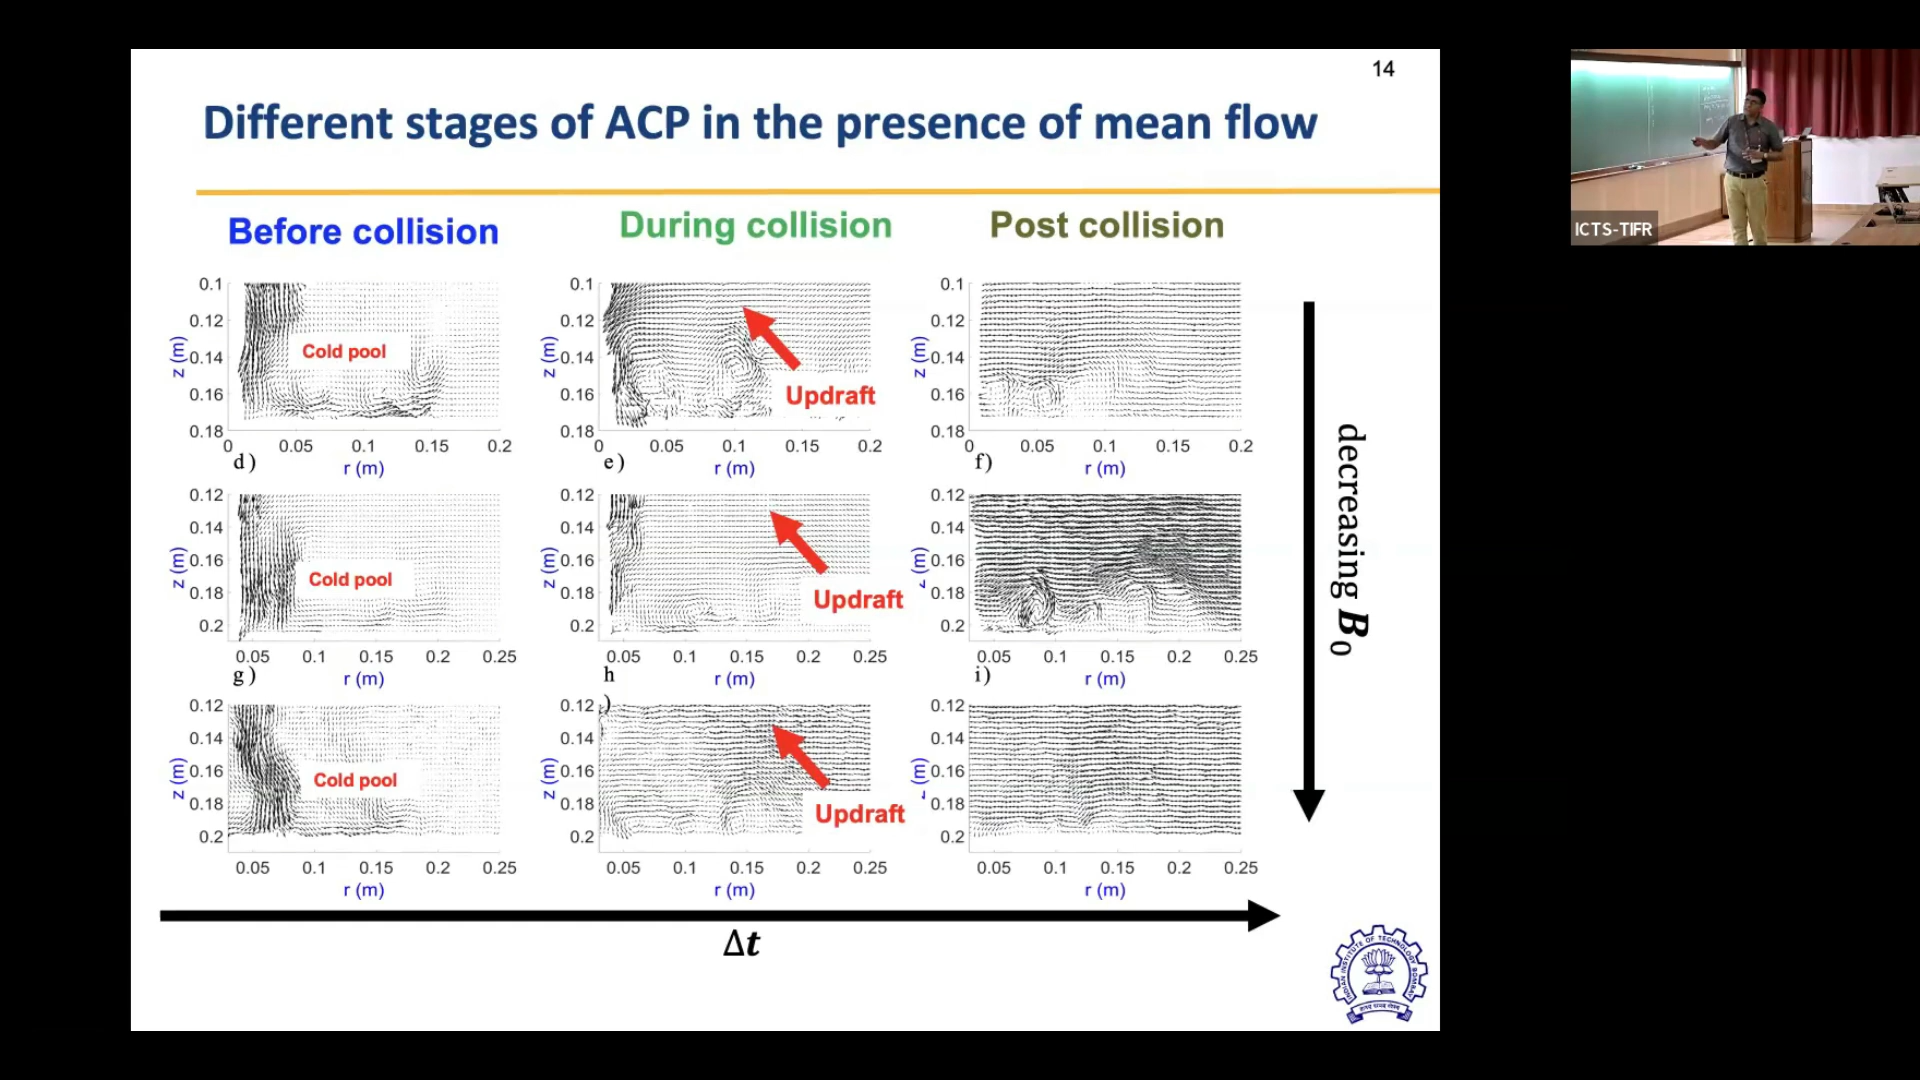 14
Different stages of ACP in the presence of mean flow
Before collision
During collision
Post collision
0.1
0.12
0.14
0.16
0.18
z (m)
0 0.05 0.1 0.15 0.2
r (m)
Cold pool
0.1
0.12
0.14
0.16
0.18
z (m)
0 0.05 0.1 0.15 0.2
r (m)
Updraft
0.1
0.12
0.14
0.16
0.18
z (m)
0 0.05 0.1 0.15 0.2
r (m)
d)
e)
f)
0.12
0.14
0.16
0.18
0.2
z (m)
0.05 0.1 0.15 0.2 0.25
r (m)
Cold pool
0.12
0.14
0.16
0.18
0.2
z (m)
0.05 0.1 0.15 0.2 0.25
r (m)
Updraft
0.12
0.14
0.16
0.18
0.2
(m)
0.05 0.1 0.15 0.2 0.25
r (m)
g)
h
)
i)
0.12
0.14
0.16
0.18
0.2
z (m)
0.05 0.1 0.15 0.2 0.25
r (m)
Cold pool
0.12
0.14
0.16
0.18
0.2
z (m)
0.05 0.1 0.15 0.2 0.25
r (m)
Updraft
0.12
0.14
0.16
0.18
0.2
(m)
0.05 0.1 0.15 0.2 0.25
r (m)
decreasing B₀
Δt
INDIAN INSTITUTE OF TECHNOLOGY BOMBAY
ICTS-TIFR